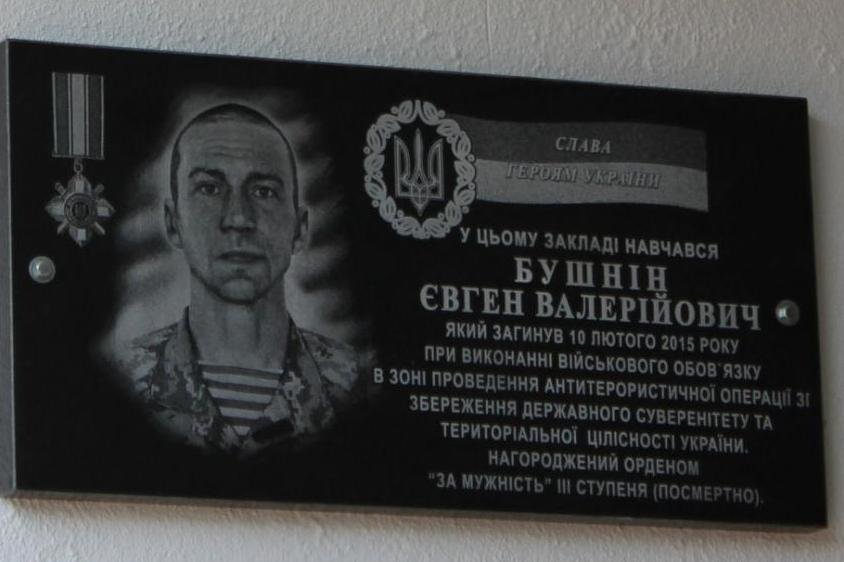 СЛАВА
ГЕРОЯМ УКРАЇНИ
У ЦЬОМУ ЗАКЛАДІ НАВЧАВСЯ
БУШНІН
ЄВГЕН ВАЛЕРІЙОВИЧ
ЯКИЙ ЗАГИНУВ 10 ЛЮТОГО 2015 РОКУ
ПРИ ВИКОНАННІ ВІЙСЬКОВОГО ОБОВ`ЯЗКУ
В ЗОНІ ПРОВЕДЕННЯ АНТИТЕРОРИСТИЧНОЇ ОПЕРАЦІЇ ЗІ
ЗБЕРЕЖЕННЯ ДЕРЖАВНОГО СУВЕРЕНІТЕТУ ТА
ТЕРИТОРІАЛЬНОЇ ЦІЛІСНОСТІ УКРАЇНИ.
НАГОРОДЖЕНИЙ ОРДЕНОМ
“ЗА МУЖНІСТЬ” ІІІ СТУПЕНЯ (ПОСМЕРТНО).